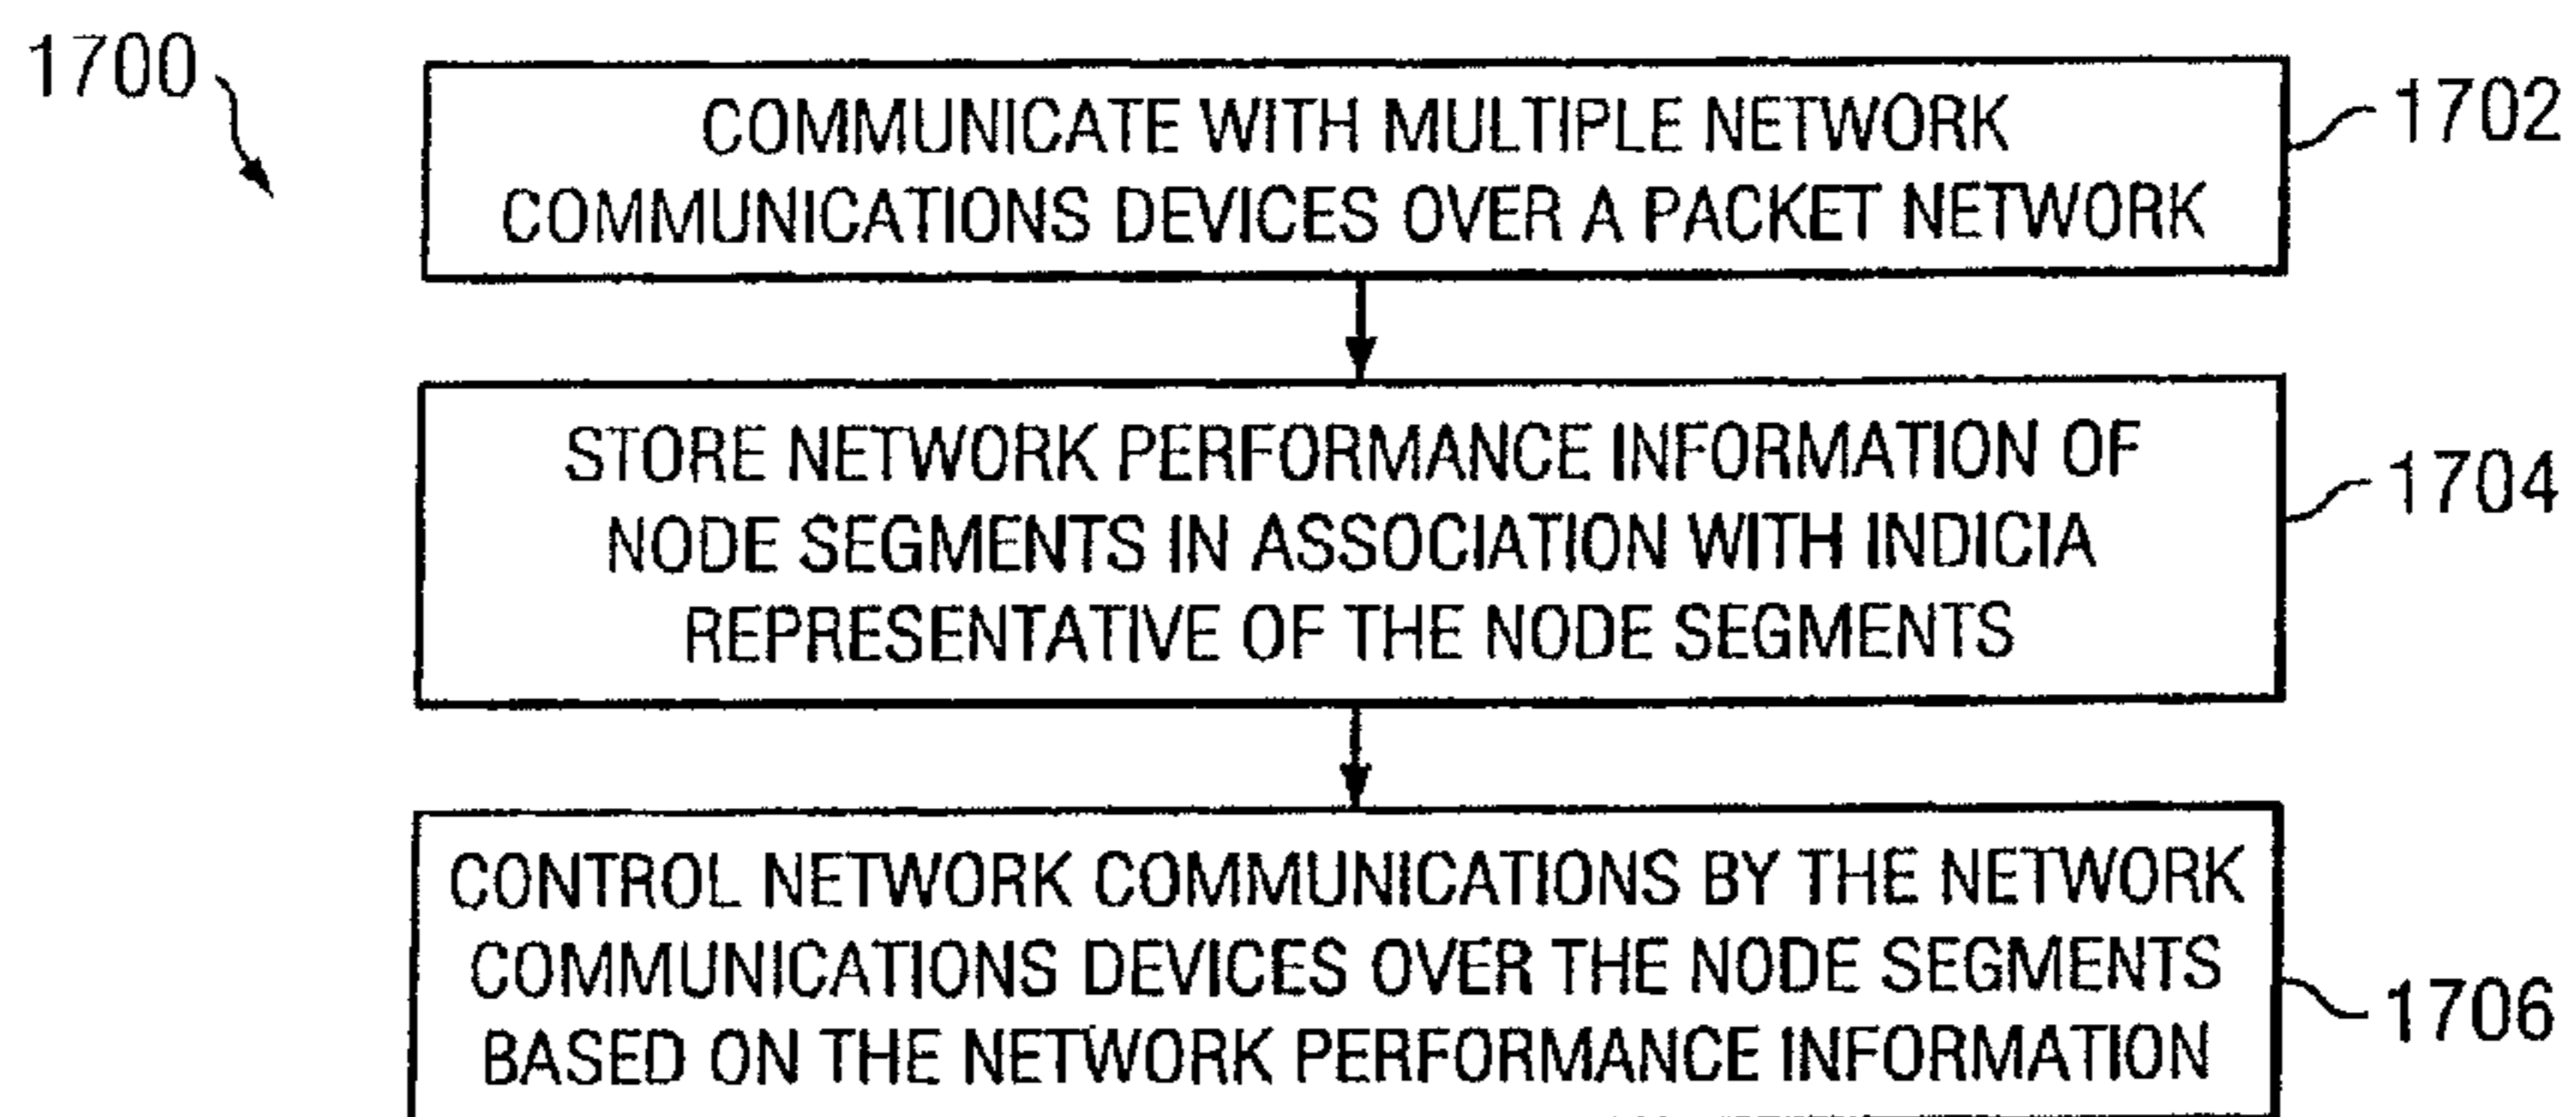 1700
COMMUNICATE WITH MULTIPLE NETWORK
COMMUNICATIONS DEVICES OVER A PACKET NETWORK
1702
STORE NETWORK PERFORMANCE INFORMATION OF
NODE SEGMENTS IN ASSOCIATION WITH INDICIA
REPRESENTATIVE OF THE NODE SEGMENTS
1704
CONTROL NETWORK COMMUNICATIONS BY THE NETWORK
COMMUNICATIONS DEVICES OVER THE NODE SEGMENTS
BASED ON THE NETWORK PERFORMANCE INFORMATION
1706